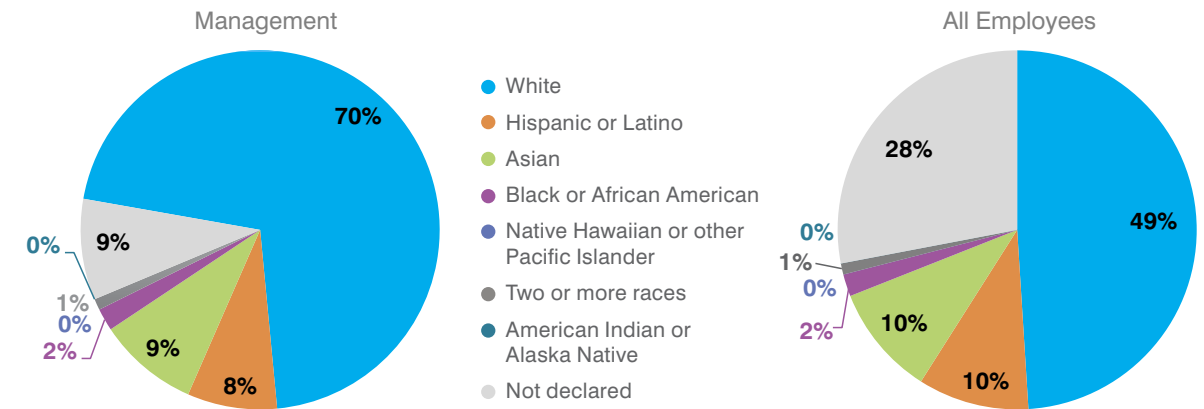 Management
70%
9%
0%
1%
0%
2%
9%
8%
White
Hispanic or Latino
Asian
Black or African American
Native Hawaiian or other
Pacific Islander
Two or more races
American Indian or
Alaska Native
Not declared
All Employees
28%
49%
0%
1%
0%
2%
10%
10%